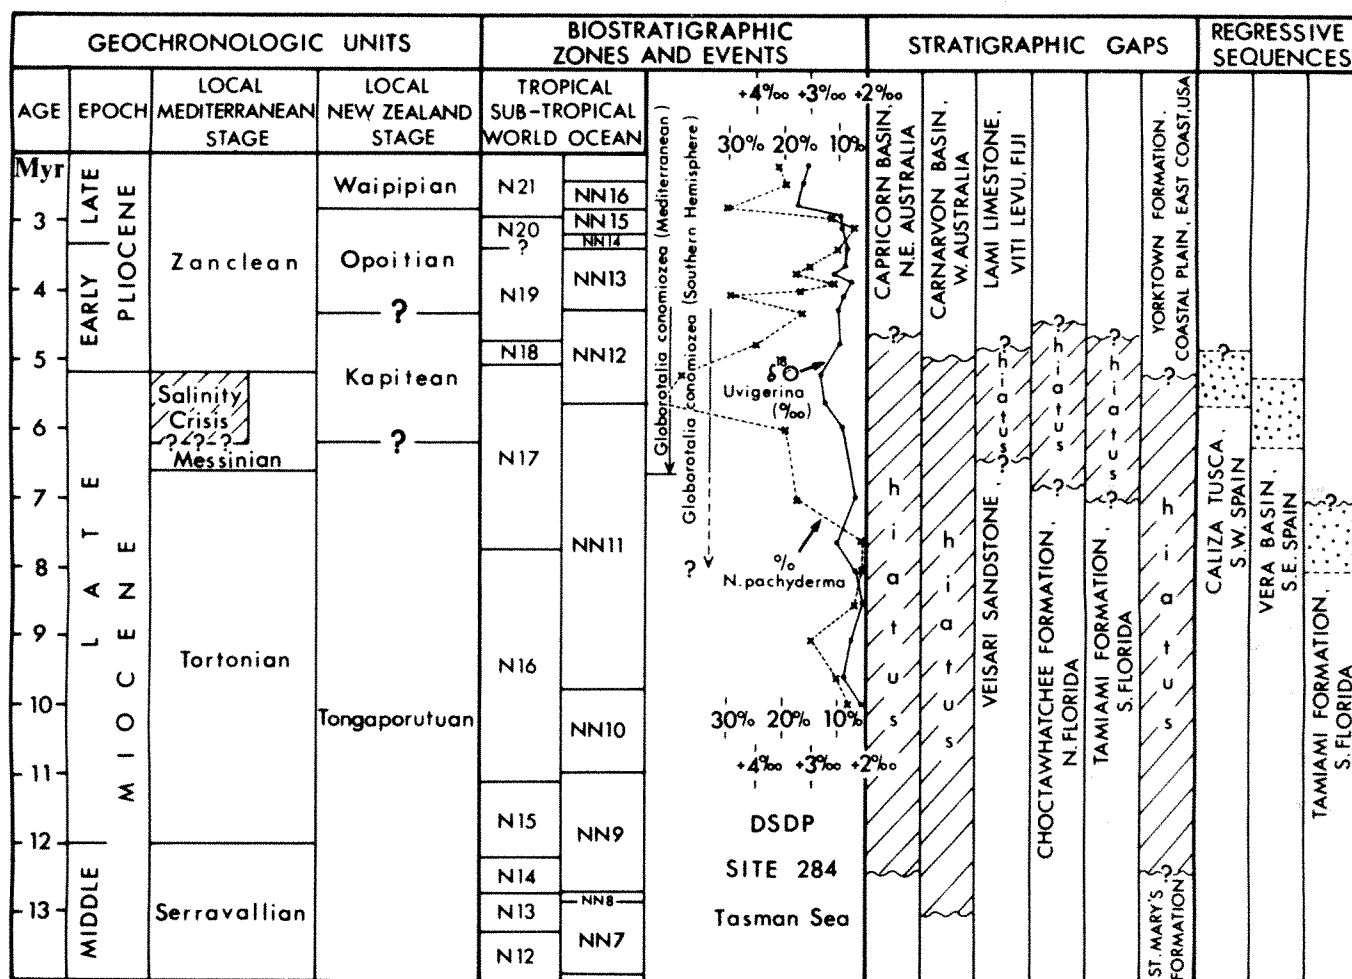 GEOCHRONOLOGIC UNITS
BIOSTRATIGRAPHIC
ZONES AND EVENTS
STRATIGRAPHIC GAPS
REGRESSIVE
SEQUENCES
AGE
EPOCH
LOCAL
MEDITERRANEAN
STAGE
LOCAL
NEW ZEALAND
STAGE
TROPICAL
SUB-TROPICAL
WORLD OCEAN
Myr
3
4
5
6
7
8
9
10
11
12
13
LATE
EARLY
PLIOCENE
LATE
MIOCENE
MIDDLE
Zanclean
Salinity
Crisis
?-?-?
Messinian
Tortonian
Serravallian
Waipipian
Opoitian
?
Kapitean
?
Tongaporutuan
N21
N20
?
N19
N18
N17
N16
N15
N14
N13
N12
NN16
NN15
NN14
NN13
NN12
NN11
NN10
NN9
NN8
NN7
Globorotalia conomiozea (Mediterranean)
Globorotalia conomiozea (Southern Hemisphere)
?
+4‰ +3‰ +2‰
30% 20% 10%
δ18O
Uvigerina
(‰)
%
N. pachyderma
30% 20% 10%
+4‰ +3‰ +2‰
DSDP
SITE 284
Tasman Sea
CAPRICORN BASIN,
N.E. AUSTRALIA
?
hiatus
CARNARVON BASIN,
W. AUSTRALIA
hiatus
LAMI LIMESTONE,
VITI LEVU, FIJI
?
hiatus
?
VEISARI SANDSTONE,
?
hiatus
?
CHOCTAWHATCHEE FORMATION,
N. FLORIDA
?
hiatus
?
TAMIAMI FORMATION,
S. FLORIDA
YORKTOWN FORMATION,
COASTAL PLAIN, EAST COAST, USA
?
hiatus
?
ST. MARY'S
FORMATION
CALIZA TUSCA,
S.W. SPAIN
VERA BASIN,
S.E. SPAIN
?
TAMIAMI FORMATION,
S. FLORIDA